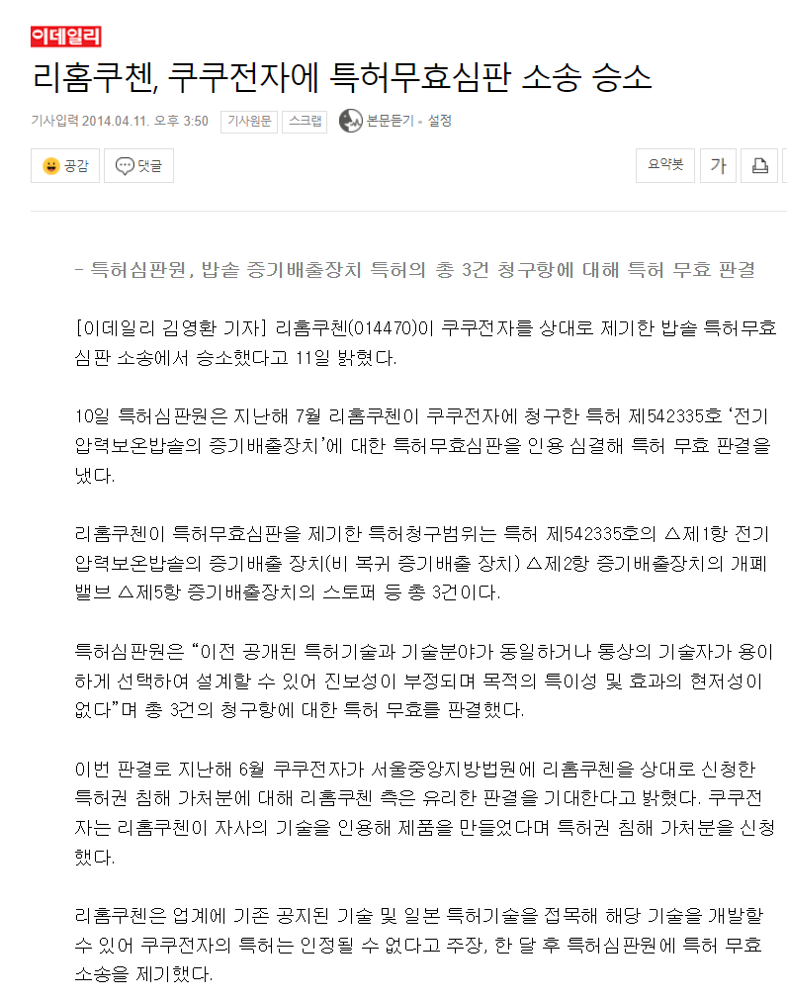 이데일리
리홈쿠첸, 쿠쿠전자에 특허무효심판 소송 승소
기사입력 2014.04.11. 오후 3:50 기사원문 스크랩 본문듣기 · 설정
공감 댓글 요약봇 가
- 특허심판원, 밥솥 증기배출장치 특허의 총 3건 청구항에 대해 특허 무효 판결
[이데일리 김영환 기자] 리홈쿠첸(014470)이 쿠쿠전자를 상대로 제기한 밥솥 특허무효
심판 소송에서 승소했다고 11일 밝혔다.
10일 특허심판원은 지난해 7월 리홈쿠첸이 쿠쿠전자에 청구한 특허 제542335호 ‘전기
압력보온밥솥의 증기배출장치’에 대한 특허무효심판을 인용 심결해 특허 무효 판결을
냈다.
리홈쿠첸이 특허무효심판을 제기한 특허청구범위는 특허 제542335호의 △제1항 전기
압력보온밥솥의 증기배출 장치(비 복귀 증기배출 장치) △제2항 증기배출장치의 개폐
밸브 △제5항 증기배출장치의 스토퍼 등 총 3건이다.
특허심판원은 “이전 공개된 특허기술과 기술분야가 동일하거나 통상의 기술자가 용이
하게 선택하여 설계할 수 있어 진보성이 부정되며 목적의 특이성 및 효과의 현저성이
없다”며 총 3건의 청구항에 대한 특허 무효를 판결했다.
이번 판결로 지난해 6월 쿠쿠전자가 서울중앙지방법원에 리홈쿠첸을 상대로 신청한
특허권 침해 가처분에 대해 리홈쿠첸 측은 유리한 판결을 기대한다고 밝혔다. 쿠쿠전
자는 리홈쿠첸이 자사의 기술을 인용해 제품을 만들었다며 특허권 침해 가처분을 신청
했다.
리홈쿠첸은 업계에 기존 공지된 기술 및 일본 특허기술을 접목해 해당 기술을 개발할
수 있어 쿠쿠전자의 특허는 인정될 수 없다고 주장, 한 달 후 특허심판원에 특허 무효
소송을 제기했다.